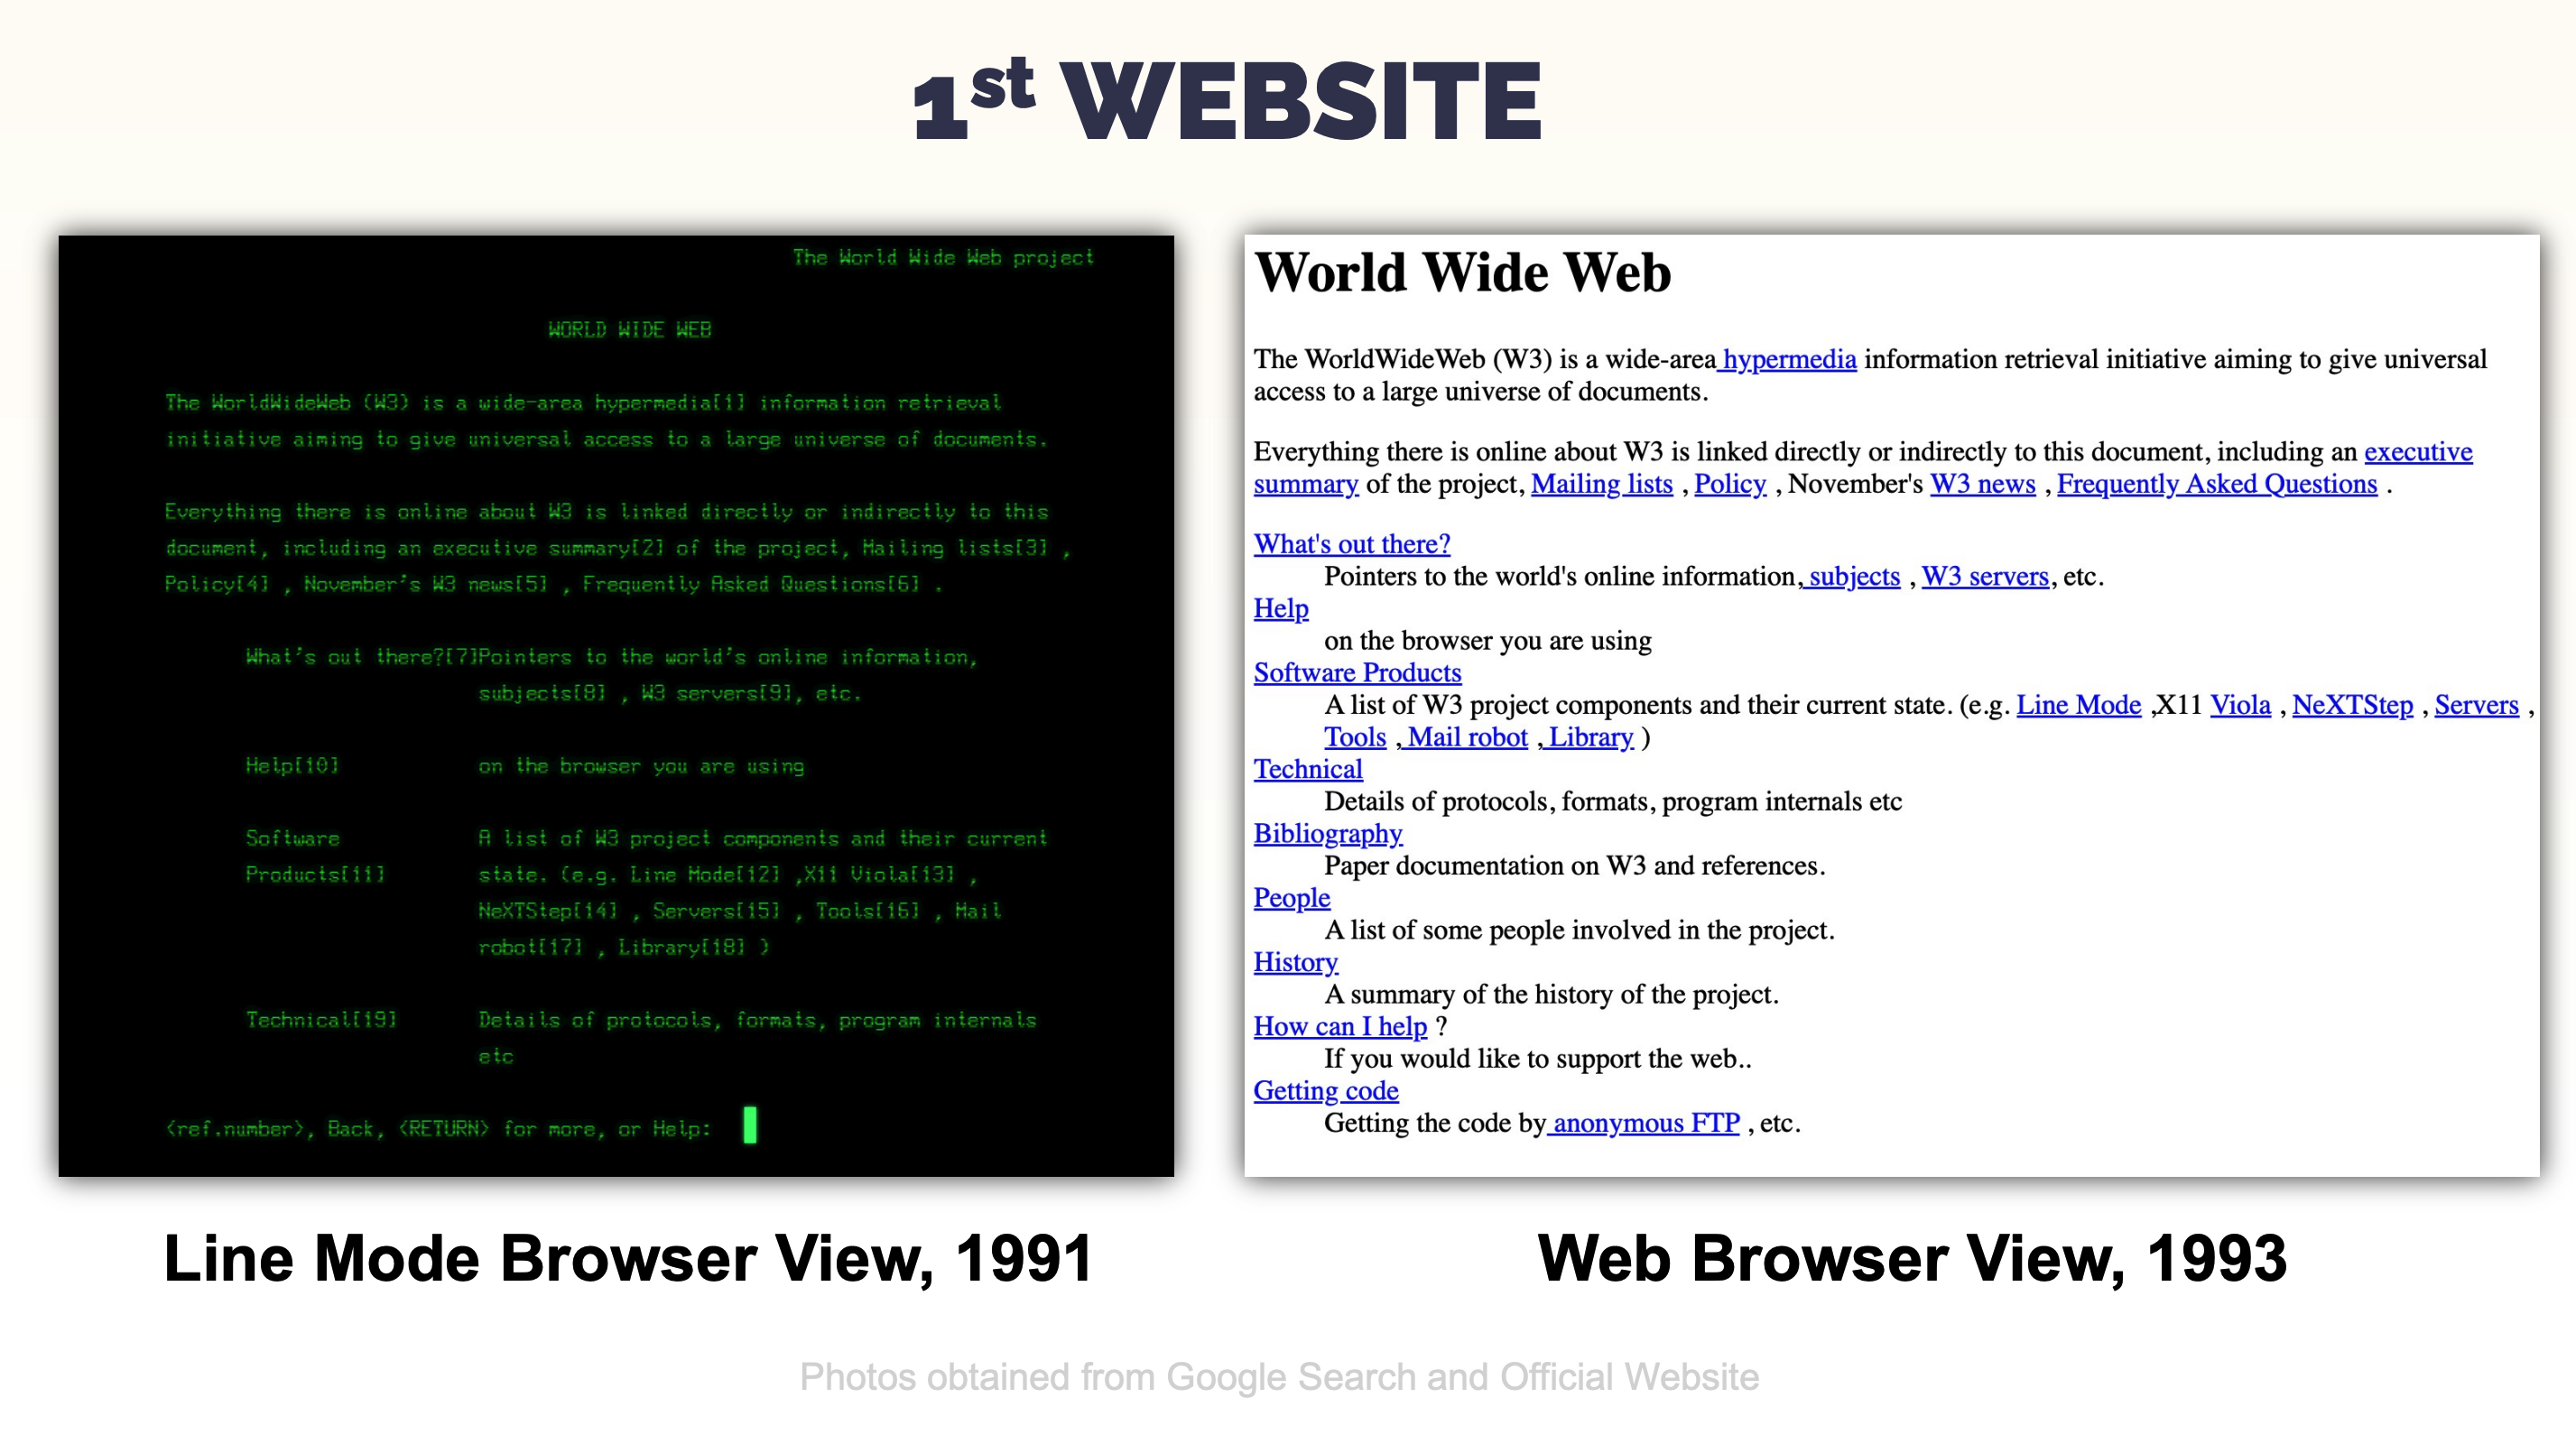 1st WEBSITE
The World Wide Web project
WORLD WIDE WEB
The WorldWideWeb (W3) is a wide-area hypermedia[1] information retrieval
initiative aiming to give universal access to a large universe of documents.
Everything there is online about W3 is linked directly or indirectly to this
document, including an executive summary[2] of the project, Mailing lists[3] ,
Policy[4] , November's W3 news[5] , Frequently Asked Questions[6] .
What's out there?[7]Pointers to the world's online information,
subjects[8] , W3 servers[9], etc.
Help[10] on the browser you are using
Software A list of W3 project components and their current
Products[11] state. (e.g. Line Mode[12] ,X11 Viola[13] ,
NeXTStep[14] , Servers[15] , Tools[16] , Mail
robot[17] , Library[18] )
Technical[19] Details of protocols, formats, program internals
etc
<ref.number>, Back, <RETURN> for more, or Help:
World Wide Web
The WorldWideWeb (W3) is a wide-area hypermedia information retrieval initiative aiming to give universal
access to a large universe of documents.
Everything there is online about W3 is linked directly or indirectly to this document, including an executive
summary of the project, Mailing lists , Policy , November's W3 news , Frequently Asked Questions .
What's out there?
Pointers to the world's online information, subjects , W3 servers, etc.
Help
on the browser you are using
Software Products
A list of W3 project components and their current state. (e.g. Line Mode ,X11 Viola , NeXTStep , Servers ,
Tools , Mail robot , Library )
Technical
Details of protocols, formats, program internals etc
Bibliography
Paper documentation on W3 and references.
People
A list of some people involved in the project.
History
A summary of the history of the project.
How can I help ?
If you would like to support the web..
Getting code
Getting the code by anonymous FTP , etc.
Line Mode Browser View, 1991
Web Browser View, 1993
Photos obtained from Google Search and Official Website